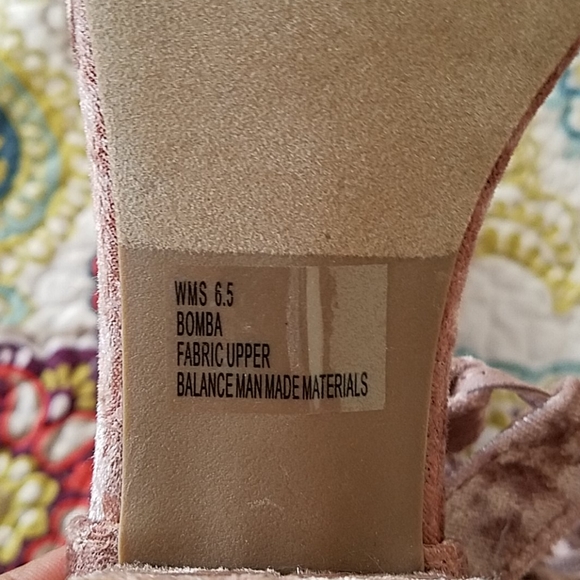 WMS 6.5
BOMBA
FABRIC UPPER
BALANCE MAN MADE MATERIALS